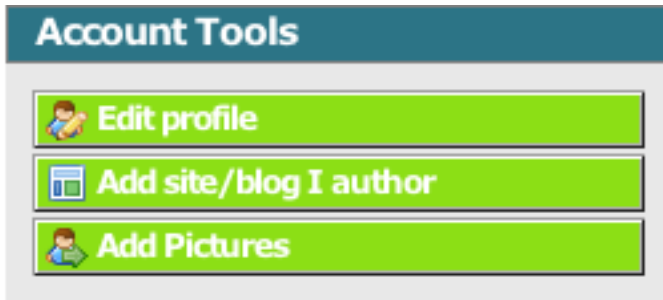 Account Tools
Edit profile
Add site/blog I author
Add Pictures